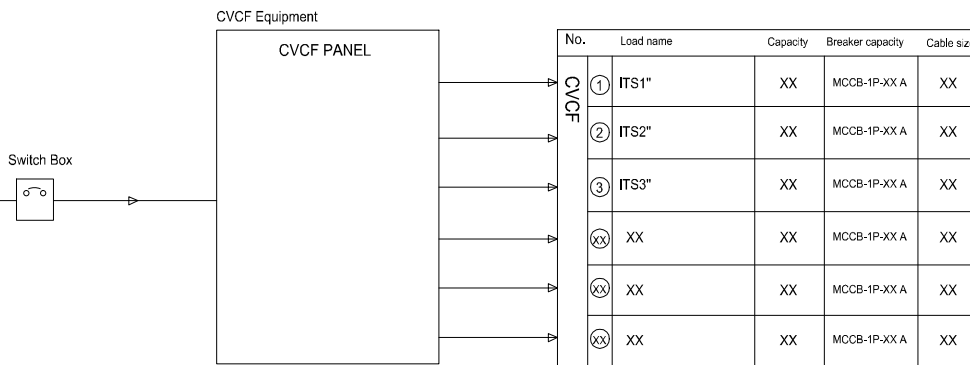 CVCF Equipment
CVCF PANEL
Switch Box
No. Load name Capacity Breaker capacity Cable size
CVCF
1 ITS1" XX MCCB-1P-XX A XX
2 ITS2" XX MCCB-1P-XX A XX
3 ITS3" XX MCCB-1P-XX A XX
XX XX XX MCCB-1P-XX A XX
XX XX XX MCCB-1P-XX A XX
XX XX XX MCCB-1P-XX A XX